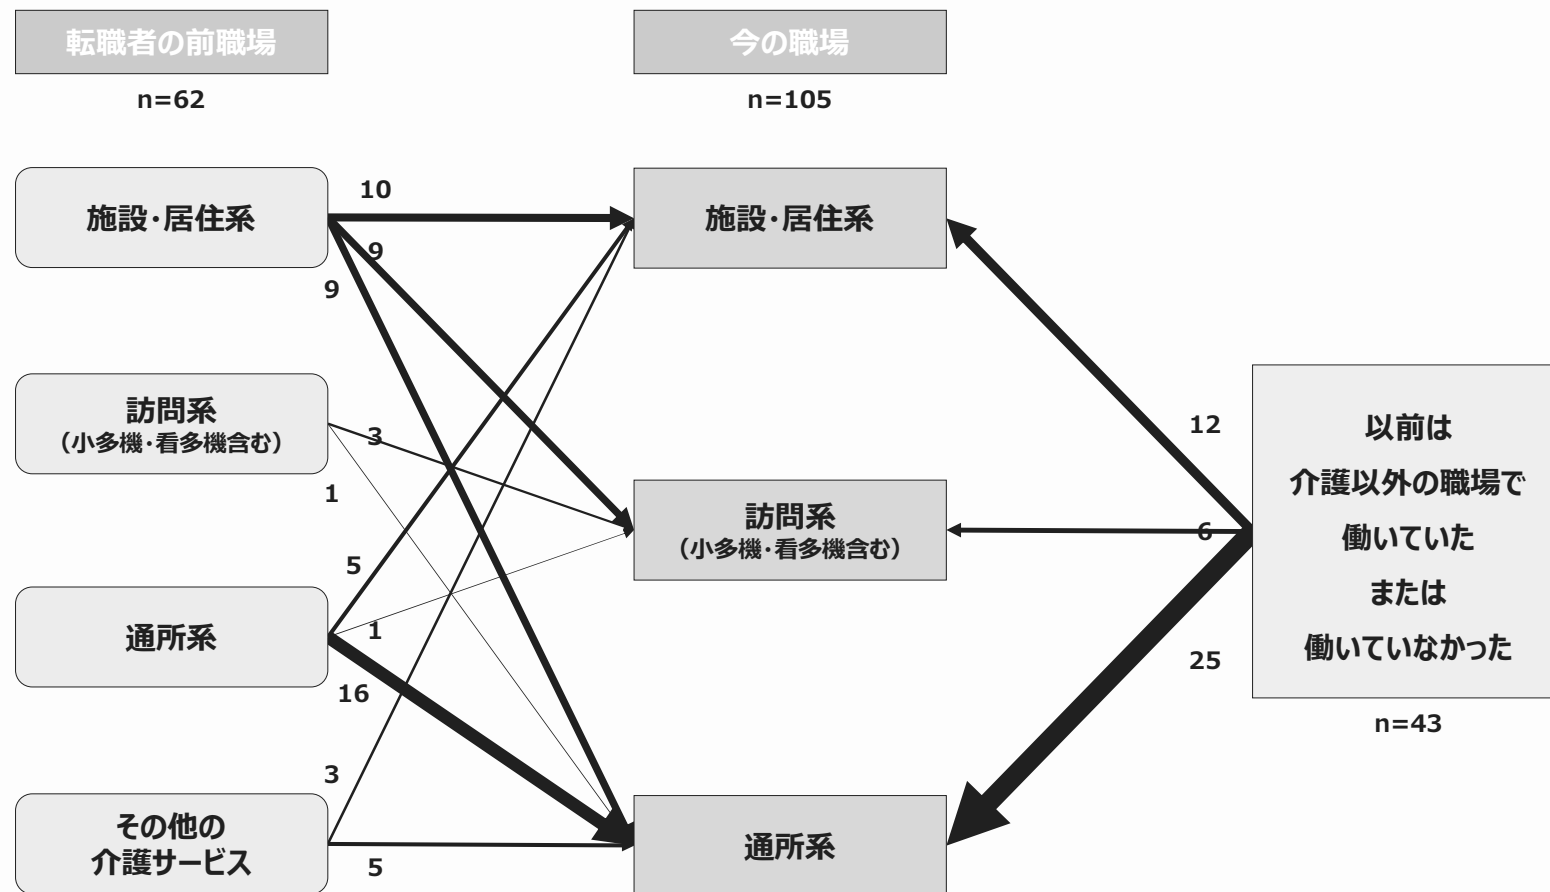 転職者の前職場
今の職場
n=62
n=105
施設・居住系
10
9
9
施設・居住系
訪問系
（小多機・看多機含む）
3
1
訪問系
（小多機・看多機含む）
12
6
25
以前は
介護以外の職場で
働いていた
または
働いていなかった
n=43
通所系
5
1
16
その他の
介護サービス
3
5
通所系